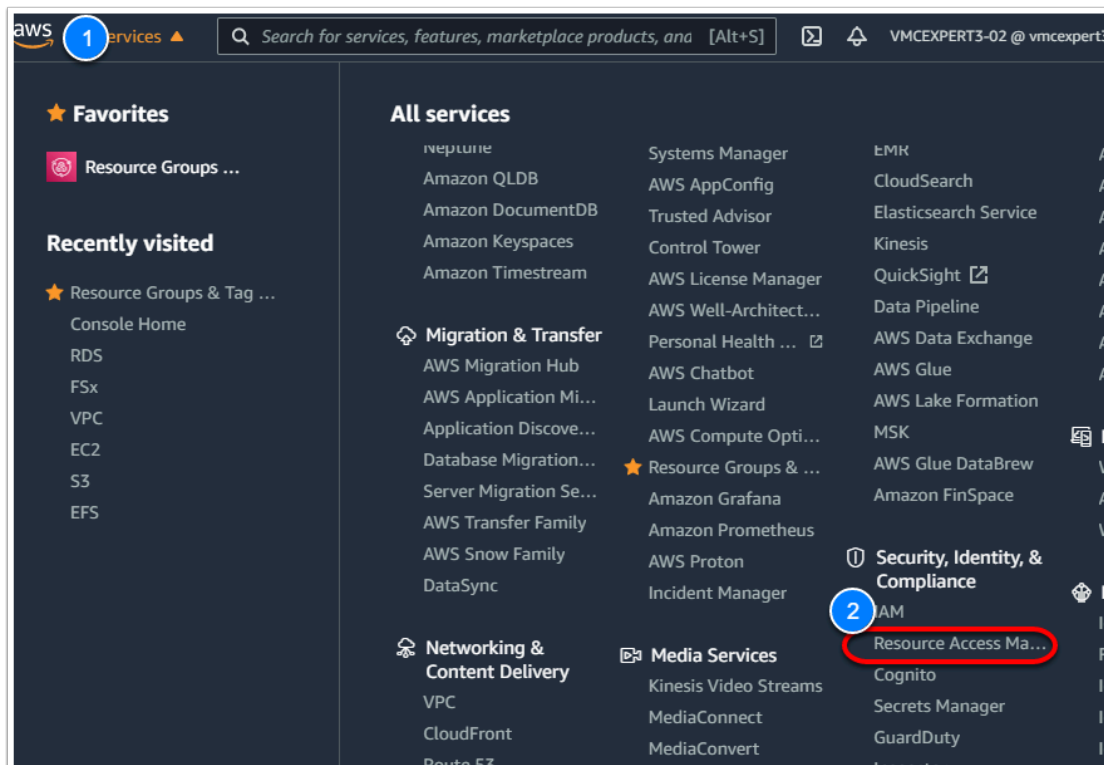 aws
1
ervices
Search for services, features, marketplace products, and
[Alt+S]
VMCEXPERT3-02 @ vmcexpert3
Favorites
Resource Groups ...
Recently visited
Resource Groups & Tag ...
Console Home
RDS
FSx
VPC
EC2
S3
EFS
All services
Neptune
Amazon QLDB
Amazon DocumentDB
Amazon Keyspaces
Amazon Timestream
Migration & Transfer
AWS Migration Hub
AWS Application Mi...
Application Discove...
Database Migration...
Server Migration Se...
AWS Transfer Family
AWS Snow Family
DataSync
Networking &
Content Delivery
VPC
CloudFront
Route 53
Systems Manager
AWS AppConfig
Trusted Advisor
Control Tower
AWS License Manager
AWS Well-Architect...
Personal Health ...
AWS Chatbot
Launch Wizard
AWS Compute Opti...
Resource Groups & ...
Amazon Grafana
Amazon Prometheus
AWS Proton
Incident Manager
Media Services
Kinesis Video Streams
MediaConnect
MediaConvert
EMR
CloudSearch
Elasticsearch Service
Kinesis
QuickSight
Data Pipeline
AWS Data Exchange
AWS Glue
AWS Lake Formation
MSK
AWS Glue DataBrew
Amazon FinSpace
Security, Identity, &
Compliance
2
IAM
Resource Access Ma...
Cognito
Secrets Manager
GuardDuty